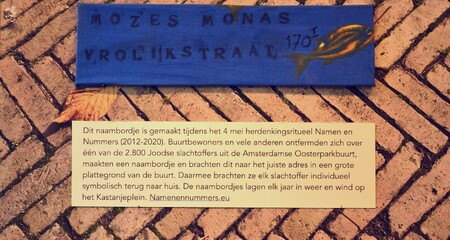 MOZES MONAS
VROLIJKSTRAAT 170 I
Dit naambordje is gemaakt tijdens het 4 mei herdenkingsritueel Namen en
Nummers (2012-2020). Buurtbewoners en vele anderen ontfermden zich over
één van de 2.800 Joodse slachtoffers uit de Amsterdamse Oosterparkbuurt,
maakten een naambordje en brachten dit naar het juiste adres in een grote
plattegrond van de buurt. Daarmee brachten ze elk slachtoffer individueel
symbolisch terug naar huis. De naambordjes lagen elk jaar in weer en wind op
het Kastanjeplein. Namenennummers.eu